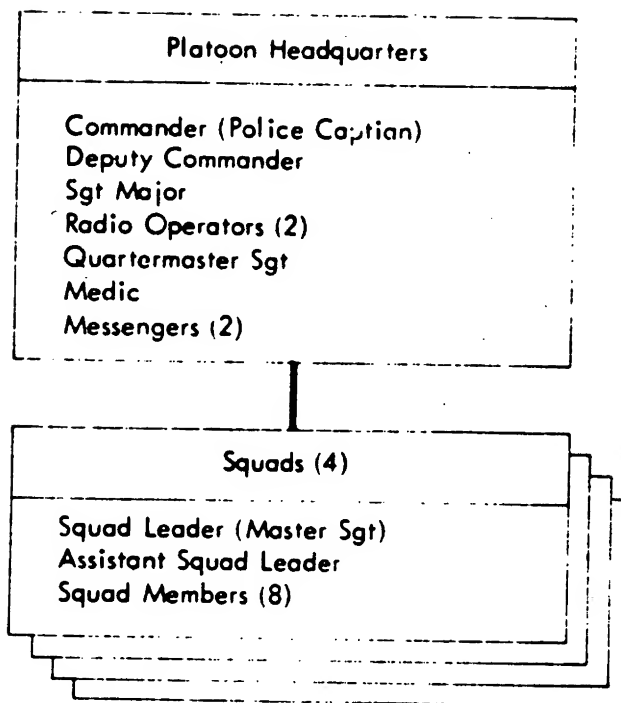 Platoon Headquarters
Commander (Police Captian)
Deputy Commander
Sgt Major
Radio Operators (2)
Quartermaster Sgt
Medic
Messengers (2)
Squads (4)
Squad Leader (Master Sgt)
Assistant Squad Leader
Squad Members (8)